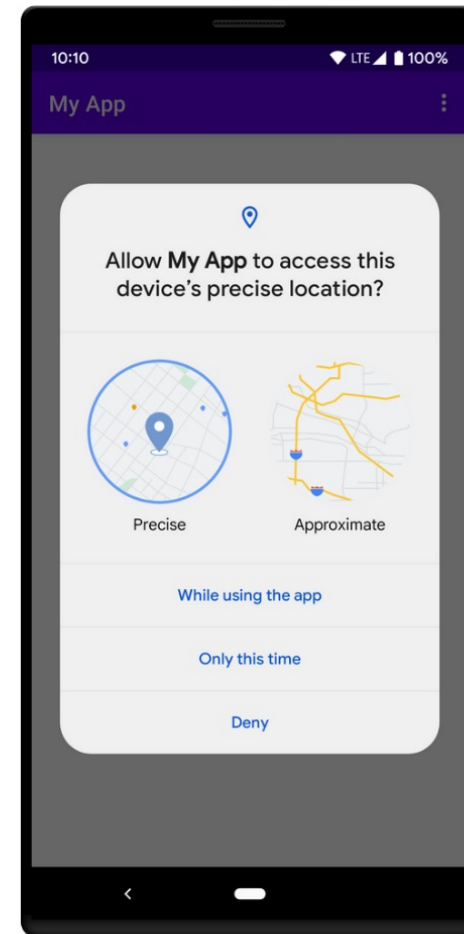 10:10 LTE 100%
My App
Allow My App to access this
device's precise location?
Precise Approximate
While using the app
Only this time
Deny